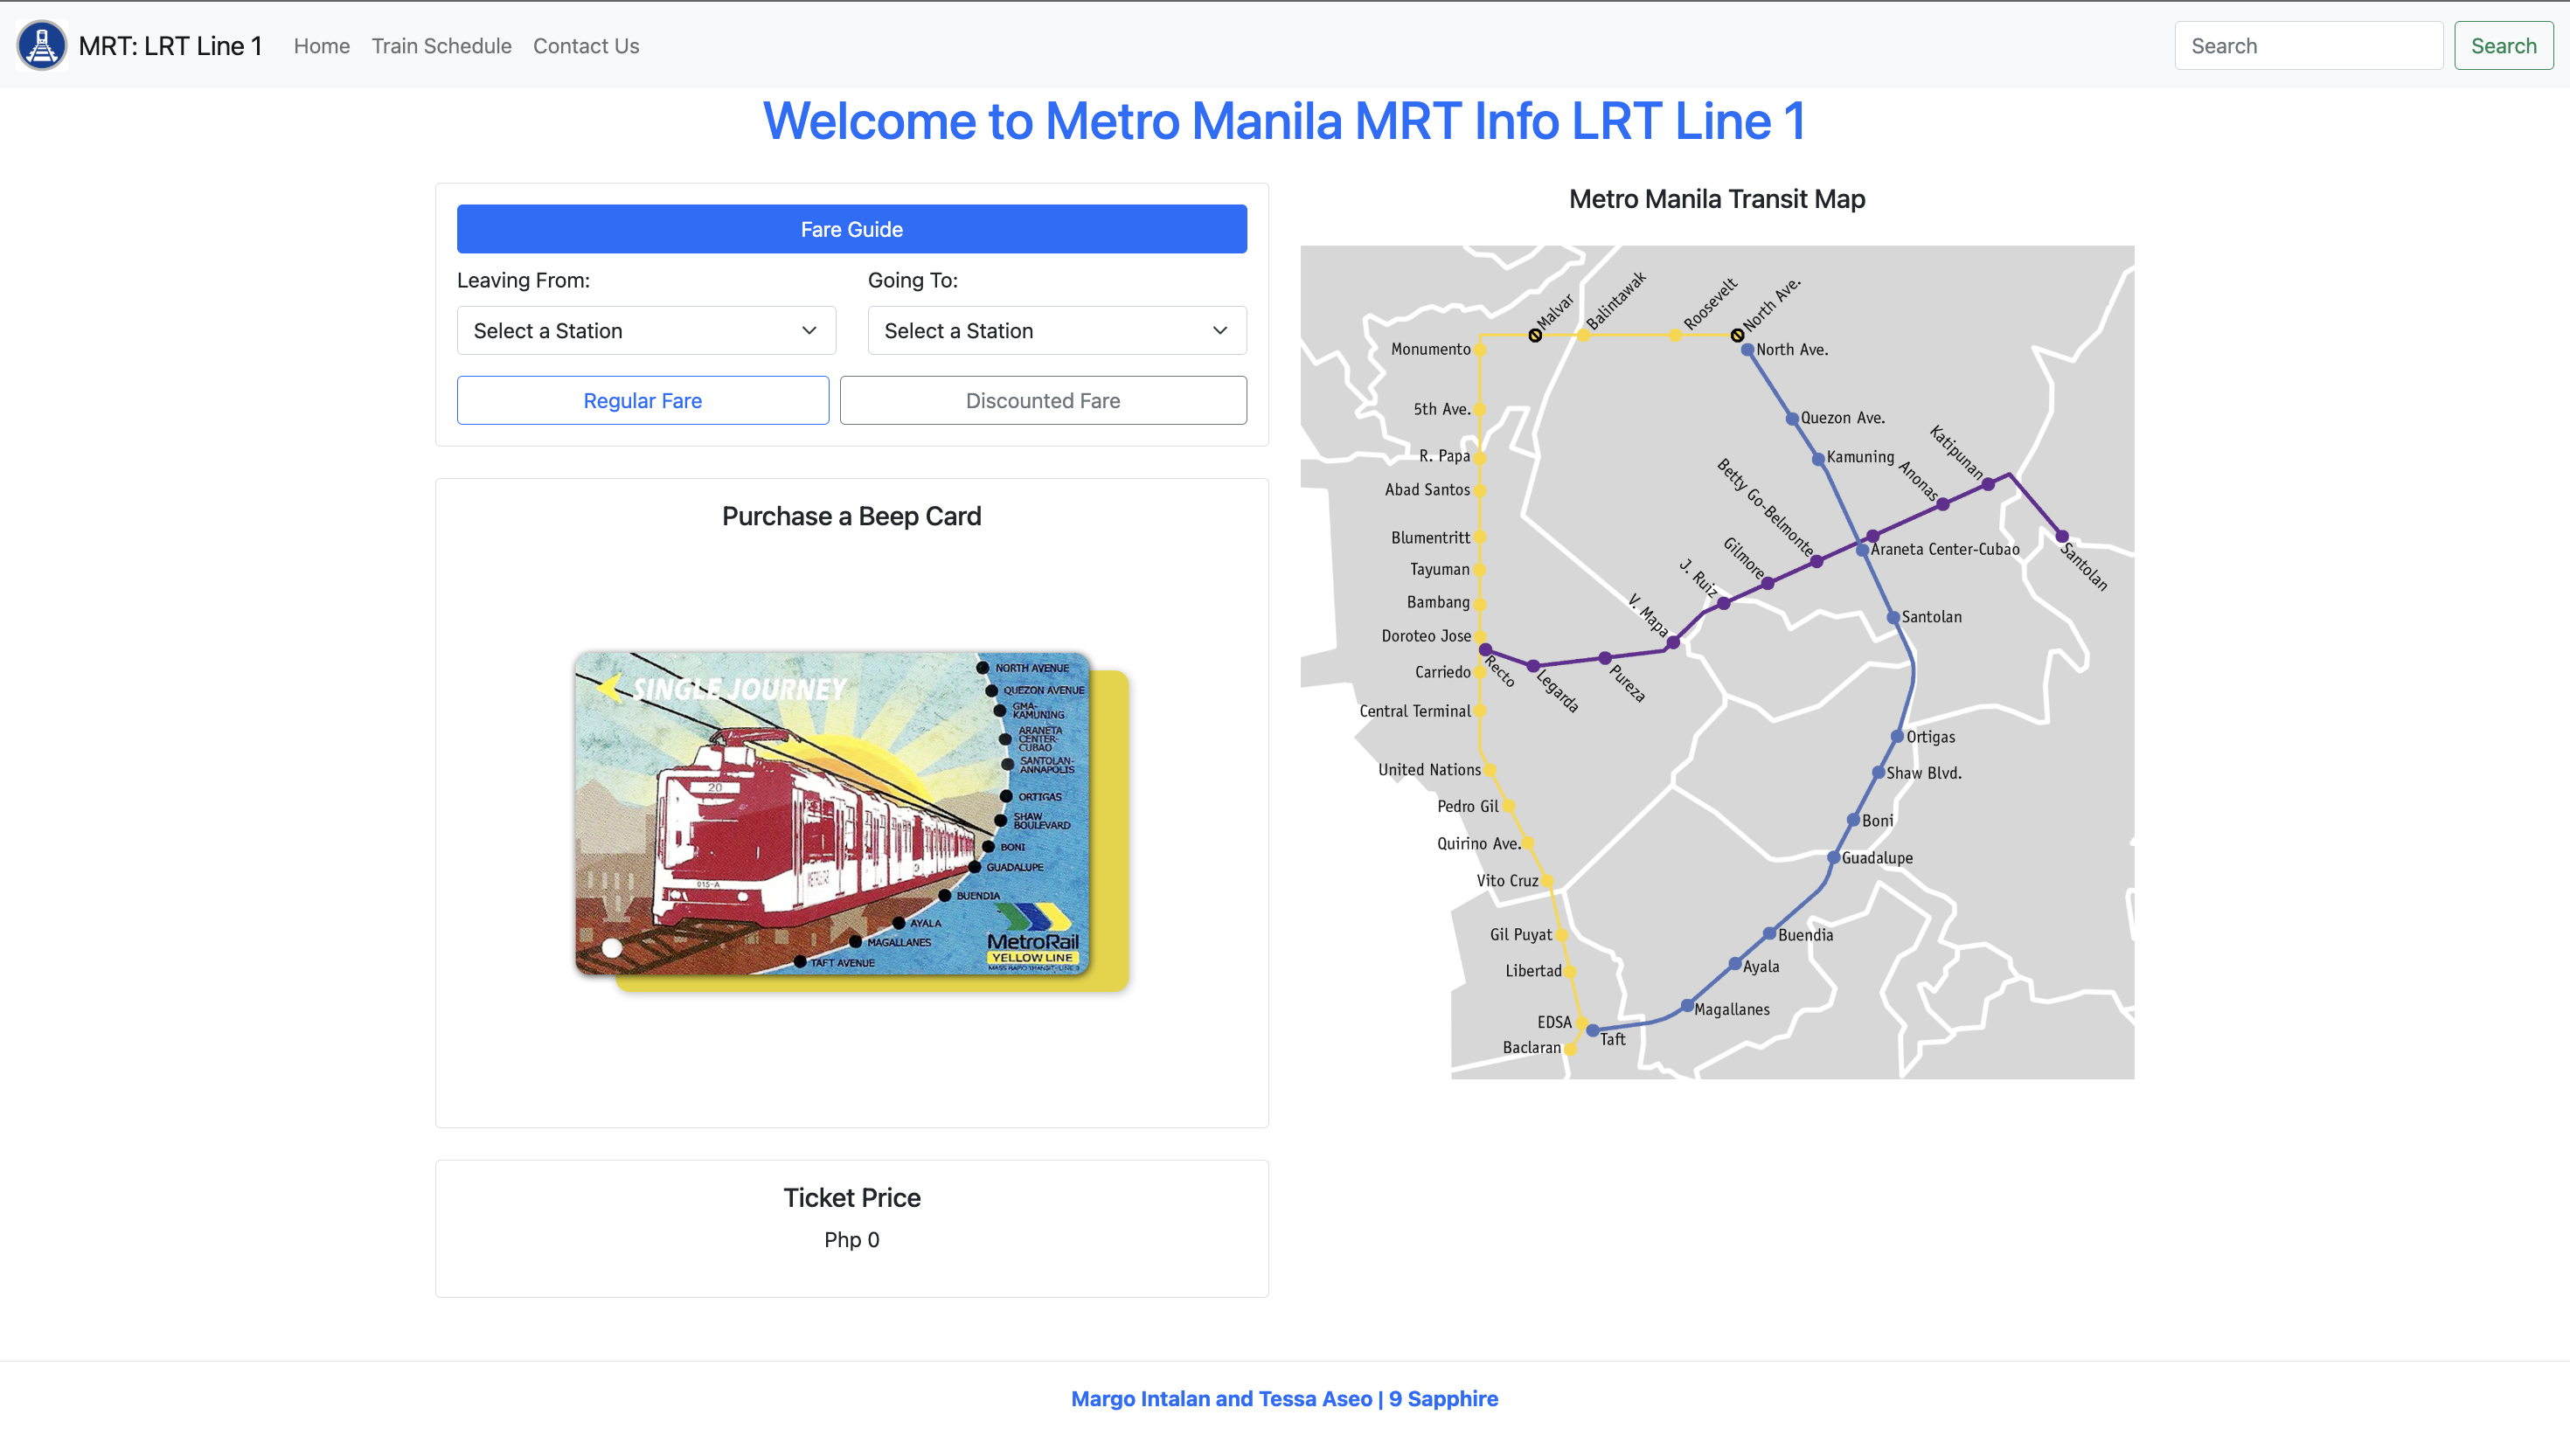 MRT: LRT Line 1
Home
Train Schedule
Contact Us
Search
Search
Welcome to Metro Manila MRT Info LRT Line 1
Fare Guide
Leaving From:
Going To:
Select a Station
Select a Station
Regular Fare
Discounted Fare
Purchase a Beep Card
SINGLE JOURNEY
20
015-A
NORTH AVENUE
QUEZON AVENUE
GMA-
KAMUNING
ARANETA
CENTER-
CUBAO
SANTOLAN-
ANNAPOLIS
ORTIGAS
SHAW
BOULEVARD
BONI
GUADALUPE
BUENDIA
AYALA
MAGALLANES
TAFT AVENUE
MetroRail
YELLOW LINE
MASS RAPID TRANSIT - LINE 3
Ticket Price
Php 0
Metro Manila Transit Map
Malvar
Balintawak
Roosevelt
North Ave.
Monumento
North Ave.
5th Ave.
Quezon Ave.
R. Papa
Kamuning
Katipunan
Anonas
Abad Santos
Betty Go-Belmonte
Blumentritt
Gilmore
Araneta Center-Cubao
Santolan
Tayuman
J. Ruiz
Bambang
V. Mapa
Santolan
Doroteo Jose
Recto
Legarda
Pureza
Carriedo
Central Terminal
Ortigas
United Nations
Shaw Blvd.
Pedro Gil
Boni
Quirino Ave.
Guadalupe
Vito Cruz
Gil Puyat
Buendia
Libertad
Ayala
Magallanes
EDSA
Taft
Baclaran
Margo Intalan and Tessa Aseo | 9 Sapphire